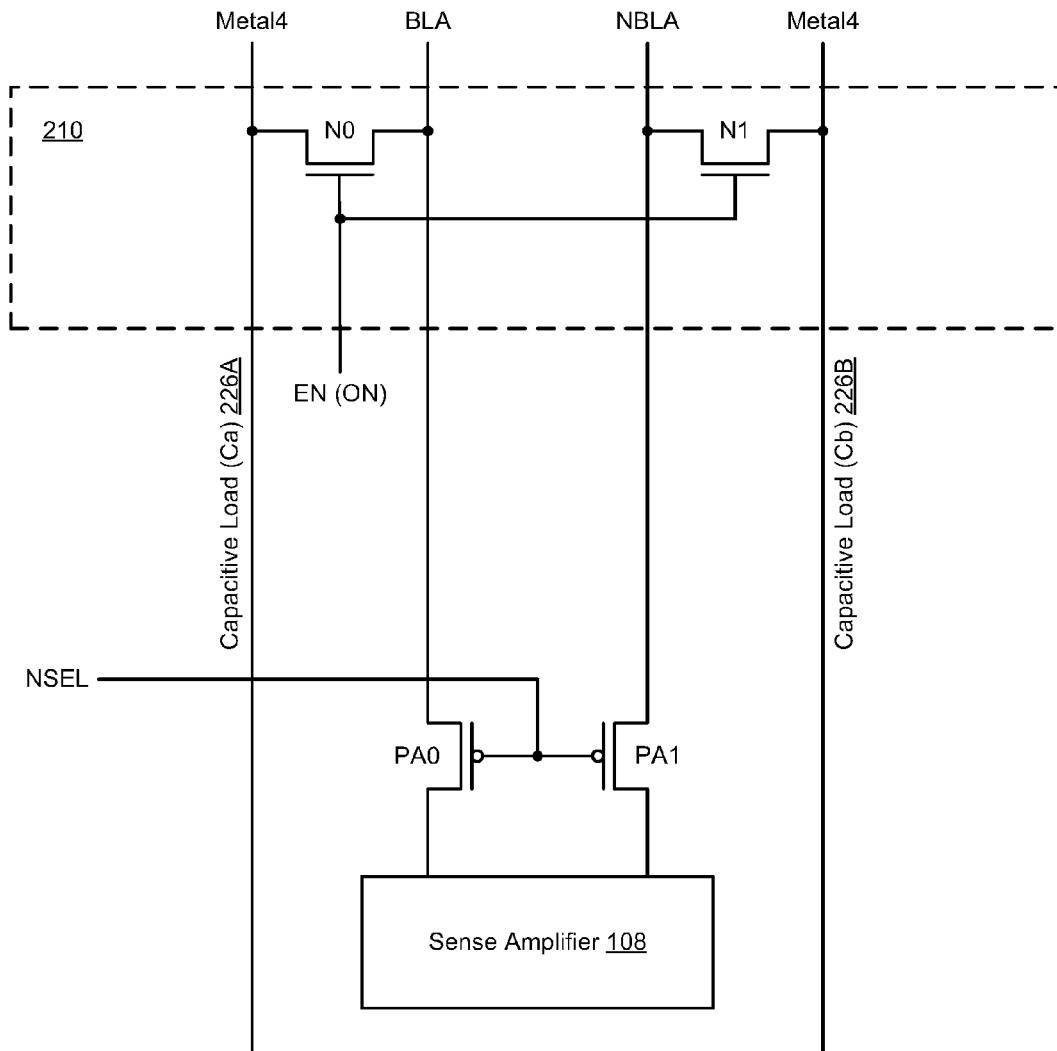 Metal4
BLA
NBLA
Metal4
210
N0
N1
EN (ON)
Capacitive Load (Ca) 226A
Capacitive Load (Cb) 226B
NSEL
PA0
PA1
Sense Amplifier 108